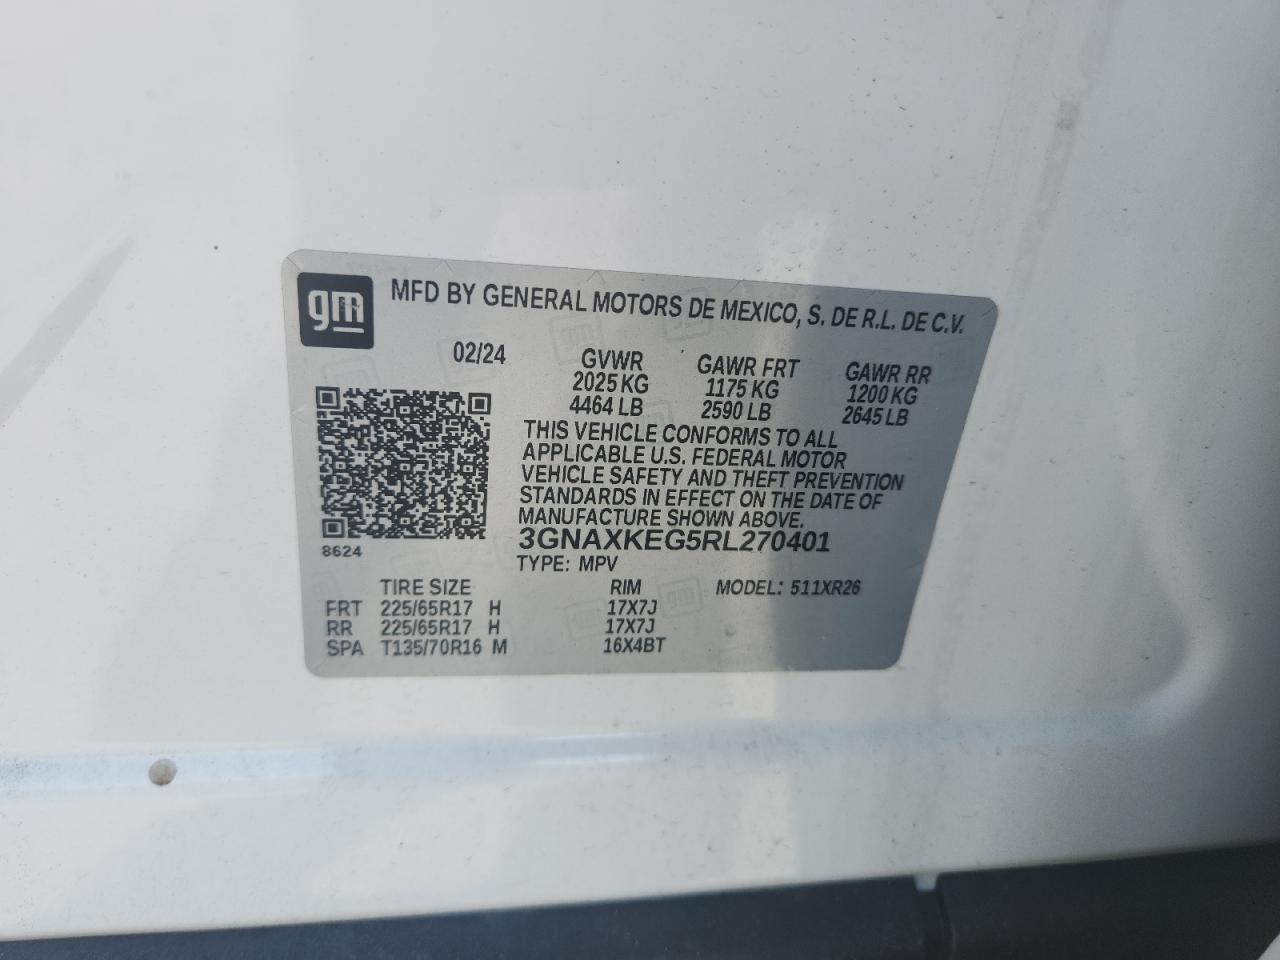 gm
MFD BY GENERAL MOTORS DE MEXICO, S. DE R.L. DE C.V.
02/24 GVWR GAWR FRT GAWR RR
2025 KG 1175 KG 1200 KG
4464 LB 2590 LB 2645 LB
THIS VEHICLE CONFORMS TO ALL
APPLICABLE U.S. FEDERAL MOTOR
VEHICLE SAFETY AND THEFT PREVENTION
STANDARDS IN EFFECT ON THE DATE OF
MANUFACTURE SHOWN ABOVE.
3GNAXKEG5RL270401
8624
TYPE: MPV
TIRE SIZE RIM MODEL: 511XR26
FRT 225/65R17 H 17X7J
RR 225/65R17 H 17X7J
SPA T135/70R16 M 16X4BT